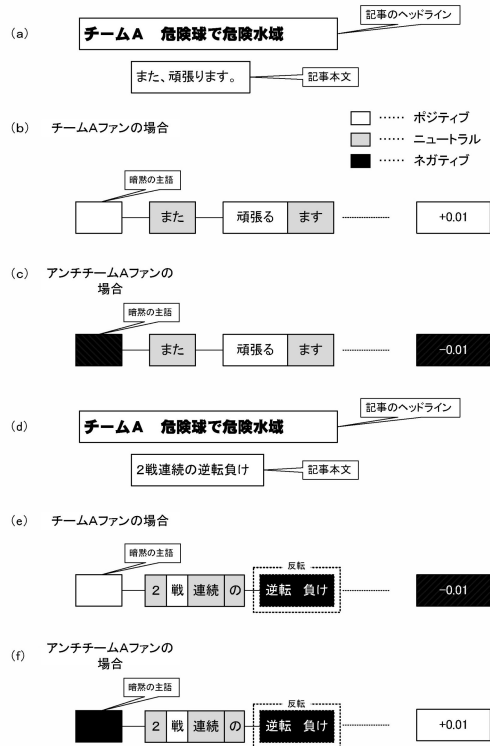 (a)
チームA　危険球で危険水域
記事のヘッドライン
また、頑張ります。
記事本文
(b)　チームAファンの場合
…… ポジティブ
…… ニュートラル
…… ネガティブ
暗黙の主語
また　頑張る　ます　+0.01
(c)　アンチチームAファンの
場合
暗黙の主語
また　頑張る　ます　-0.01
(d)
チームA　危険球で危険水域
記事のヘッドライン
2戦連続の逆転負け
記事本文
(e)　チームAファンの場合
暗黙の主語
反転
2　戦　連続　の　逆転　負け　-0.01
(f)　アンチチームAファンの
場合
暗黙の主語
反転
2　戦　連続　の　逆転　負け　+0.01